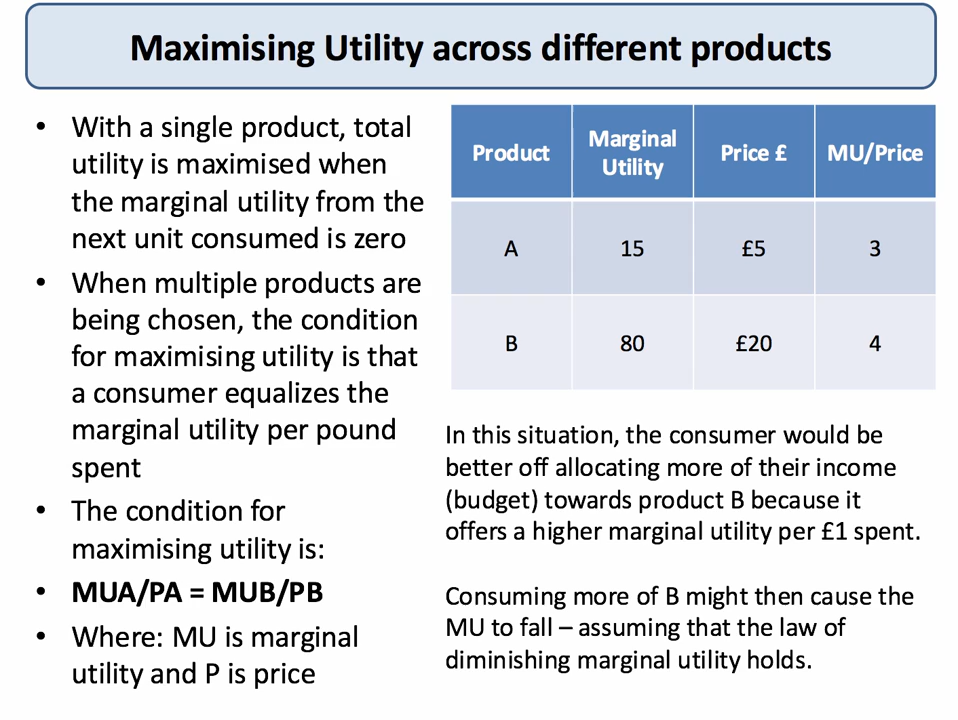 Maximising Utility across different products
• With a single product, total
utility is maximised when
the marginal utility from the
next unit consumed is zero
• When multiple products are
being chosen, the condition
for maximising utility is that
a consumer equalizes the
marginal utility per pound
spent
• The condition for
maximising utility is:
• MUA/PA = MUB/PB
• Where: MU is marginal
utility and P is price
Product Marginal Utility Price £ MU/Price
A 15 £5 3
B 80 £20 4
In this situation, the consumer would be
better off allocating more of their income
(budget) towards product B because it
offers a higher marginal utility per £1 spent.
Consuming more of B might then cause the
MU to fall – assuming that the law of
diminishing marginal utility holds.